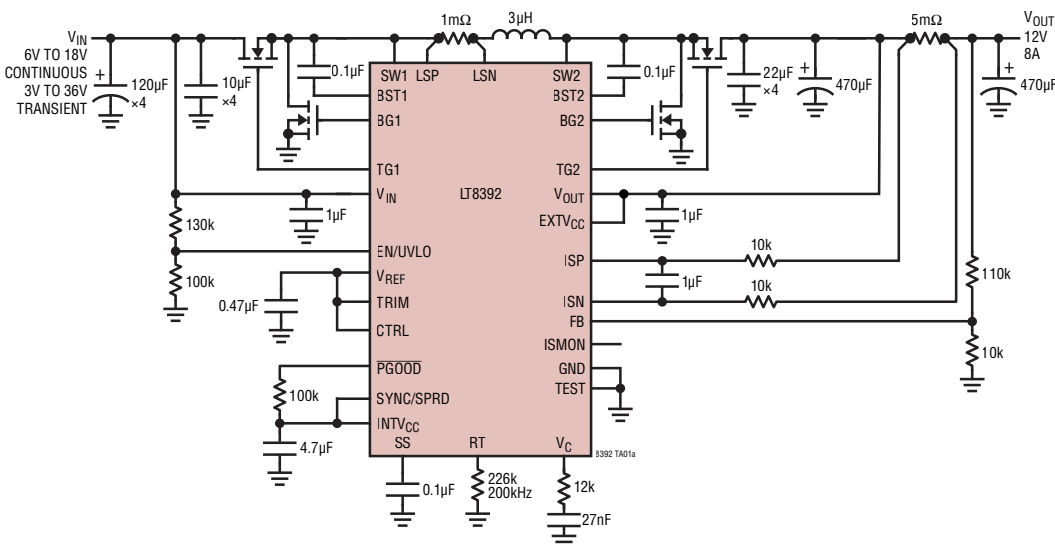 1mΩ
3µH
5mΩ
VIN
6V TO 18V
CONTINUOUS
3V TO 36V
TRANSIENT
+
120µF
×4
10µF
×4
0.1µF
SW1
LSP
LSN
SW2
BST1
BST2
0.1µF
22µF
×4
+
470µF
VOUT
12V
8A
+
470µF
BG1
BG2
TG1
TG2
LT8392
VIN
VOUT
1µF
EXTVCC
1µF
130k
EN/UVLO
100k
VREF
0.47µF
TRIM
CTRL
ISP
10k
1µF
10k
ISN
110k
FB
ISMON
10k
PGOOD
GND
TEST
100k
SYNC/SPRD
INTVCC
4.7µF
SS
RT
VC
8392 TA01a
0.1µF
226k
200kHz
12k
27nF